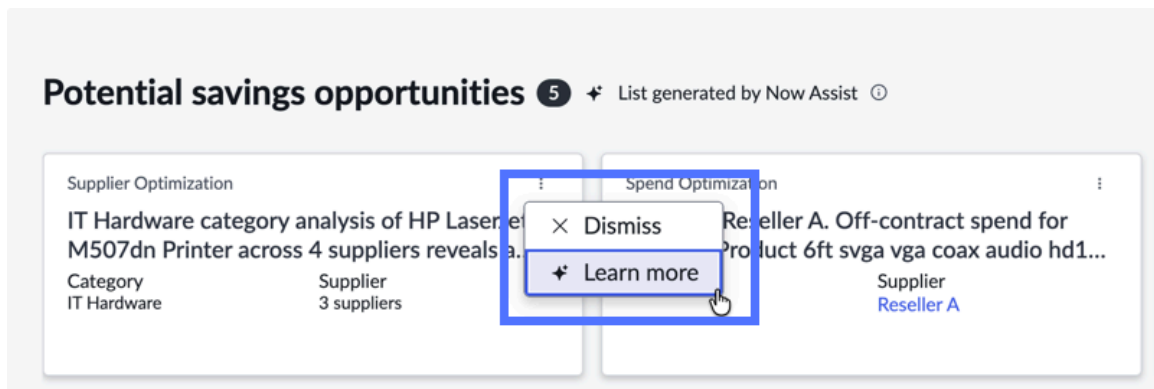 Potential savings opportunities 5 List generated by Now Assist
Supplier Optimization
IT Hardware category analysis of HP LaserJet
M507dn Printer across 4 suppliers reveals a...
Category Supplier
IT Hardware 3 suppliers
Dismiss
Learn more
Spend Optimization
Reseller A. Off-contract spend for
Product 6ft svga vga coax audio hd1...
Supplier
Reseller A